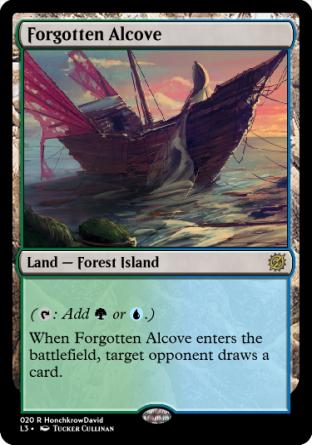 Forgotten Alcove
Land — Forest Island
(: Add or .)
When Forgotten Alcove enters the
battlefield, target opponent draws a
card.
020 R HonchkrowDavid
L3 • Tucker Cullinan